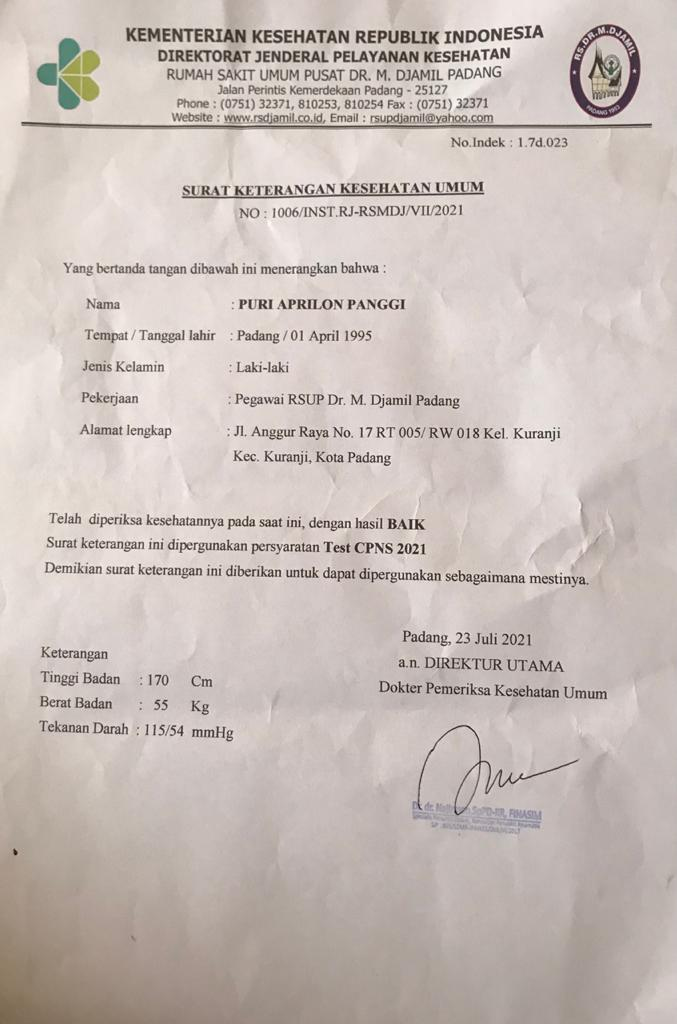 KEMENTERIAN KESEHATAN REPUBLIK INDONESIA
DIREKTORAT JENDERAL PELAYANAN KESEHATAN
RUMAH SAKIT UMUM PUSAT DR. M. DJAMIL PADANG
Jalan Perintis Kemerdekaan Padang - 25127
Phone : (0751) 32371, 810253, 810254 Fax : (0751) 32371
Website : www.rsdjamil.co.id, Email : rsupdjamil@yahoo.com
RS.DR.M.DJAMIL
PADANG 1953
No.Indek : 1.7d.023
SURAT KETERANGAN KESEHATAN UMUM
NO : 1006/INST.RJ-RSMDJ/VII/2021
Yang bertanda tangan dibawah ini menerangkan bahwa :
Nama : PURI APRILON PANGGI
Tempat / Tanggal lahir : Padang / 01 April 1995
Jenis Kelamin : Laki-laki
Pekerjaan : Pegawai RSUP Dr. M. Djamil Padang
Alamat lengkap : Jl. Anggur Raya No. 17 RT 005/ RW 018 Kel. Kuranji
Kec. Kuranji, Kota Padang
Telah diperiksa kesehatannya pada saat ini, dengan hasil BAIK
Surat keterangan ini dipergunakan persyaratan Test CPNS 2021
Demikian surat keterangan ini diberikan untuk dapat dipergunakan sebagaimana mestinya.
Padang, 23 Juli 2021
a.n. DIREKTUR UTAMA
Dokter Pemeriksa Kesehatan Umum
Keterangan
Tinggi Badan : 170 Cm
Berat Badan : 55 Kg
Tekanan Darah : 115/54 mmHg
dr. SpPD-KR, FINASIM